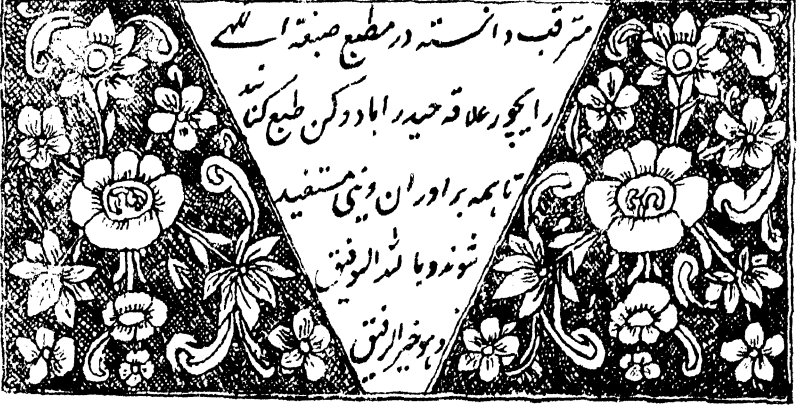 مترقب دانسته در مطبع صبغة اللهی
رایچور علاقه حیدراباد دکن طبع کنانید
تا همه برادران دینی مستفید
شوند و بالله التوفیق
و هو خیر الرفیق